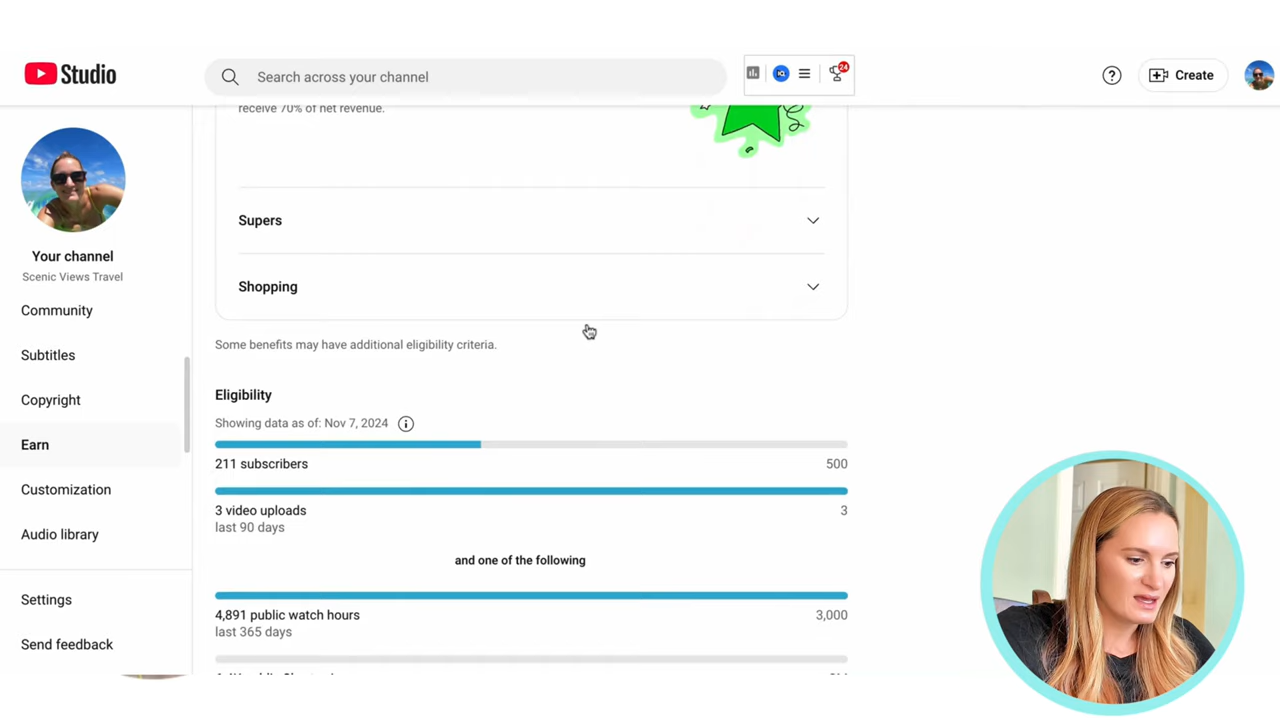 Studio
Search across your channel
24
Create
receive 70% of net revenue.
Supers
Shopping
Your channel
Scenic Views Travel
Community
Subtitles
Copyright
Earn
Customization
Audio library
Settings
Send feedback
Some benefits may have additional eligibility criteria.
Eligibility
Showing data as of: Nov 7, 2024
211 subscribers 500
3 video uploads 3
last 90 days
and one of the following
4,891 public watch hours 3,000
last 365 days